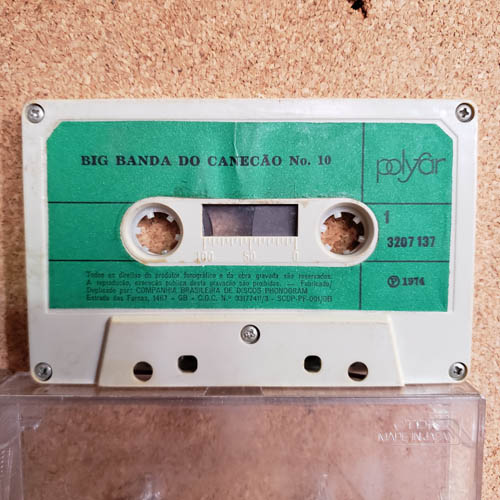 BIG BANDA DO CANECÃO No. 10
polyfar
1
3207 137
100 50 0
Todos os direitos do produtor fonográfico e da obra gravada são reservados.
A reprodução, execução pública desta gravação são proibidas. — Fabricado/
Duplicado por: COMPANHIA BRASILEIRA DE DISCOS PHONOGRAM
Estrada das Furnas, 1467 - GB - C.G.C. N.º 33177411/3 - SCDP-PF-001/GB
℗ 1974
TDK
MADE IN JAPAN